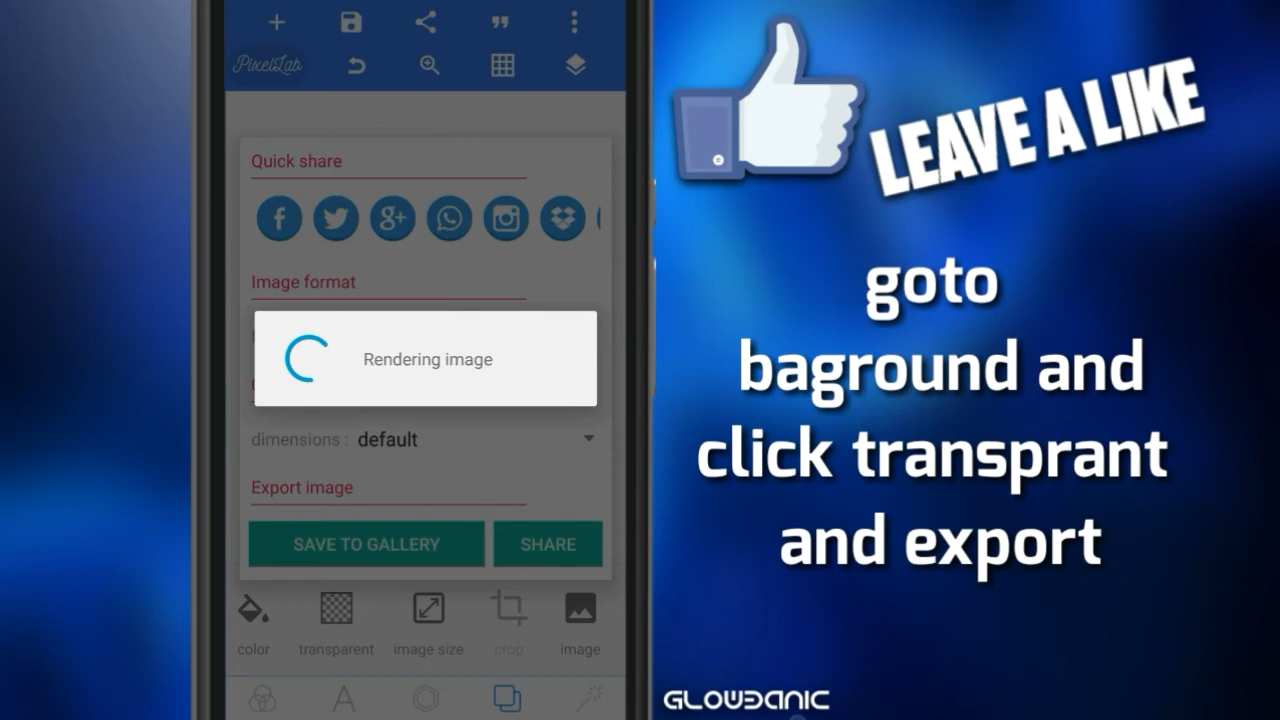 PixelLab
Quick share
Image format
Rendering image
dimensions : default
Export image
SAVE TO GALLERY
SHARE
color
transparent
image size
crop
image
LEAVE A LIKE
goto
baground and
click transprant
and export
GLOWDANIC